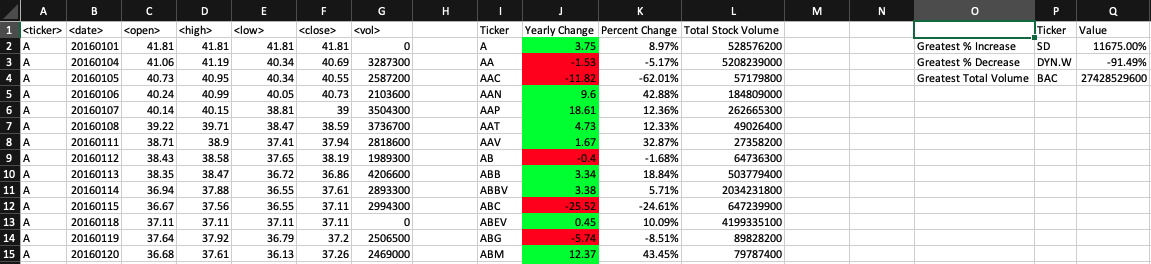 A B C D E F G H I J K L M N O P Q
1 <ticker> <date> <open> <high> <low> <close> <vol> Ticker Yearly Change Percent Change Total Stock Volume Ticker Value
2 A 20160101 41.81 41.81 41.81 41.81 0 A 3.75 8.97% 528576200 Greatest % Increase SD 11675.00%
3 A 20160104 41.06 41.19 40.34 40.69 3287300 AA -1.53 -5.17% 5208239000 Greatest % Decrease DYN.W -91.49%
4 A 20160105 40.73 40.95 40.34 40.55 2587200 AAC -11.82 -62.01% 57179800 Greatest Total Volume BAC 27428529600
5 A 20160106 40.24 40.99 40.05 40.73 2103600 AAN 9.6 42.88% 184809000
6 A 20160107 40.14 40.15 38.81 39 3504300 AAP 18.61 12.36% 262665300
7 A 20160108 39.22 39.71 38.47 38.59 3736700 AAT 4.73 12.33% 49026400
8 A 20160111 38.71 38.9 37.41 37.94 2818600 AAV 1.67 32.87% 27358200
9 A 20160112 38.43 38.58 37.65 38.19 1989300 AB -0.4 -1.68% 64736300
10 A 20160113 38.35 38.47 36.72 36.86 4206600 ABB 3.34 18.84% 503779400
11 A 20160114 36.94 37.88 36.55 37.61 2893300 ABBV 3.38 5.71% 2034231800
12 A 20160115 36.67 37.56 36.55 37.11 2994300 ABC -25.52 -24.61% 647239900
13 A 20160118 37.11 37.11 37.11 37.11 0 ABEV 0.45 10.09% 4199335100
14 A 20160119 37.64 37.92 36.79 37.2 2506500 ABG -5.74 -8.51% 89828200
15 A 20160120 36.68 37.61 36.13 37.26 2469000 ABM 12.37 43.45% 79787400